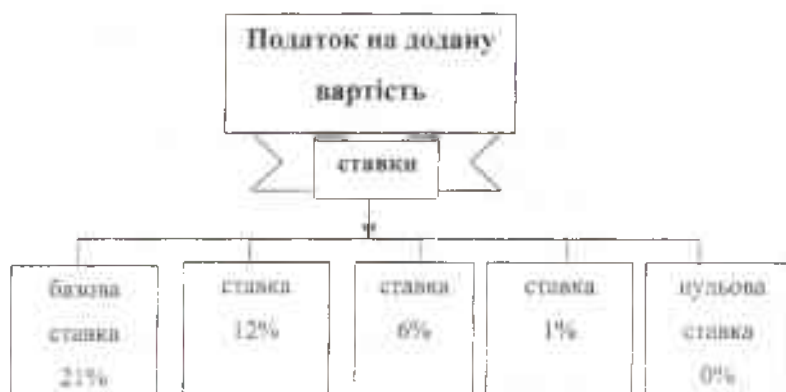 Податок на додану
вартість
ставки
базова
ставка
21%
ставка
12%
ставка
6%
ставка
1%
нульова
ставка
0%